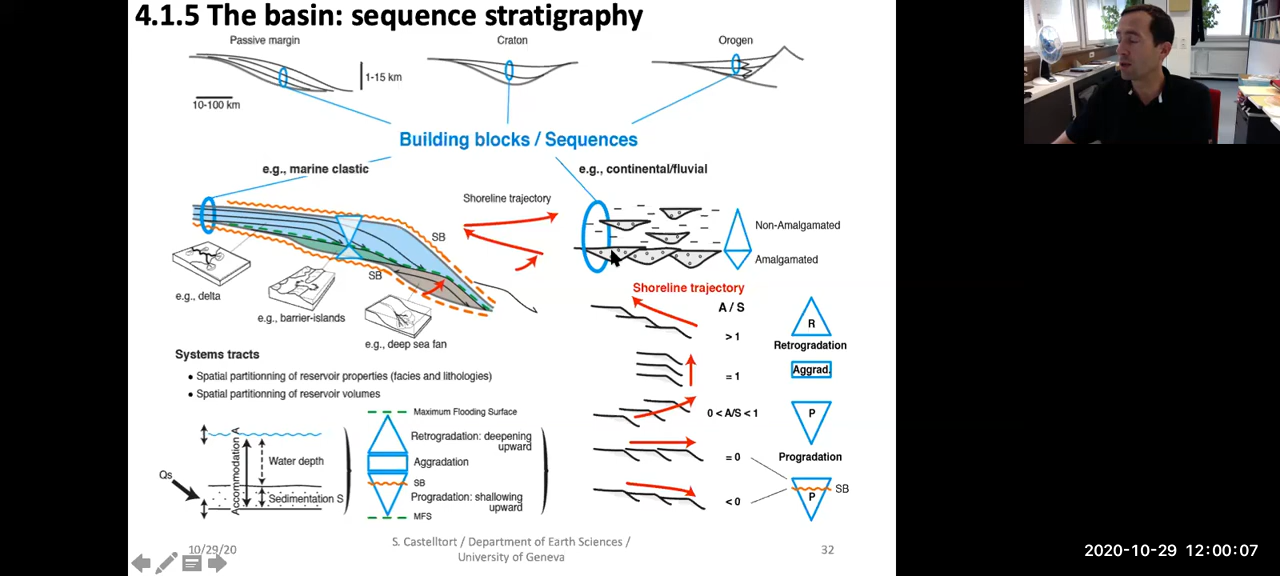 4.1.5 The basin: sequence stratigraphy
Passive margin
Craton
Orogen
1-15 km
10-100 km
Building blocks / Sequences
e.g., marine clastic
e.g., continental/fluvial
Shoreline trajectory
SB
SB
e.g., delta
e.g., barrier-islands
e.g., deep sea fan
Non-Amalgamated
Amalgamated
Shoreline trajectory
A / S
> 1
= 1
0 < A/S < 1
= 0
< 0
R
Retrogradation
Aggrad.
P
Progradation
SB
P
Systems tracts
• Spatial partitionning of reservoir properties (facies and lithologies)
• Spatial partitionning of reservoir volumes
Qs
Accommodation A
Water depth
Sedimentation S
Maximum Flooding Surface
Retrogradation: deepening
upward
Aggradation
SB
Progradation: shallowing
upward
MFS
10/29/20
S. Castelltort / Department of Earth Sciences /
University of Geneva
32
2020-10-29 12:00:07